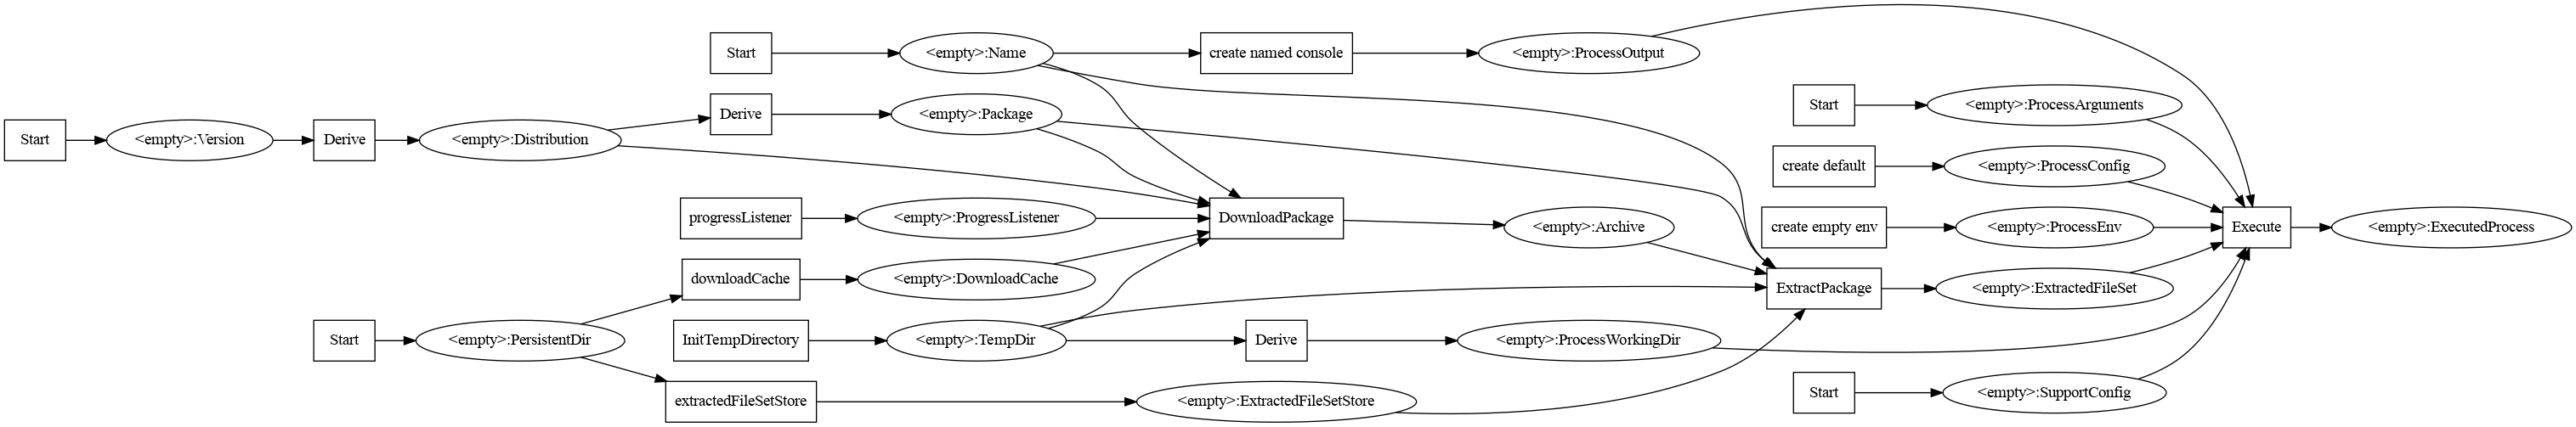 Start
<empty>:Name
create named console
<empty>:ProcessOutput
Start
<empty>:ProcessArguments
Derive
<empty>:Package
Start
<empty>:Version
Derive
<empty>:Distribution
create default
<empty>:ProcessConfig
progressListener
<empty>:ProgressListener
DownloadPackage
<empty>:Archive
create empty env
<empty>:ProcessEnv
Execute
<empty>:ExecutedProcess
downloadCache
<empty>:DownloadCache
ExtractPackage
<empty>:ExtractedFileSet
Start
<empty>:PersistentDir
InitTempDirectory
<empty>:TempDir
Derive
<empty>:ProcessWorkingDir
extractedFileSetStore
<empty>:ExtractedFileSetStore
Start
<empty>:SupportConfig